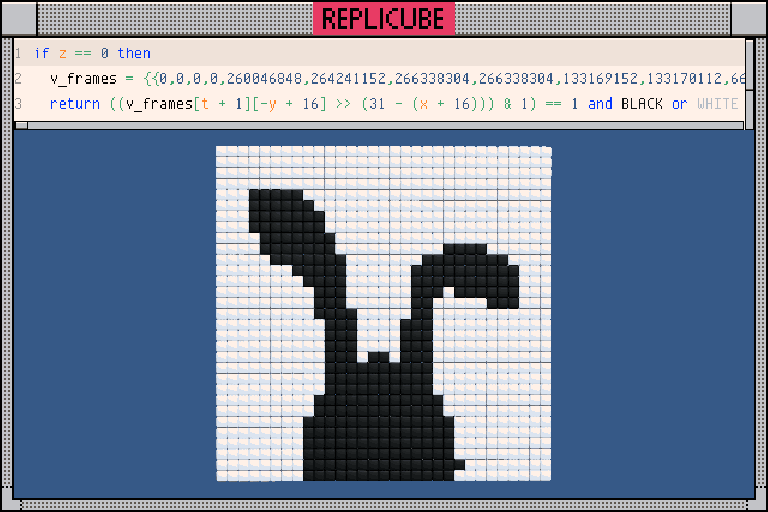 REPLICUBE
1 if z == 0 then
2 v_frames = {{0,0,0,0,260046848,264241152,266338304,266338304,133169152,133170112,66
3 return ((v_frames[t + 1][-y + 16] >> (31 - (x + 16))) & 1) == 1 and BLACK or WHITE